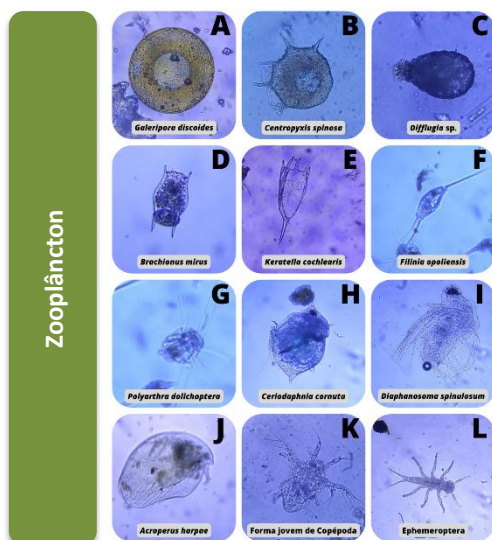 Zooplâncton
A
Galeripora discoides
B
Centropyxis spinosa
C
Difflugia sp.
D
Brachionus mirus
E
Keratella cochlearis
F
Filinia opoliensis
G
Polyarthra dolichoptera
H
Ceriodaphnia cornuta
I
Diaphanosoma spinulosum
J
Acroperus harpae
K
Forma jovem de Copépoda
L
Ephemeroptera